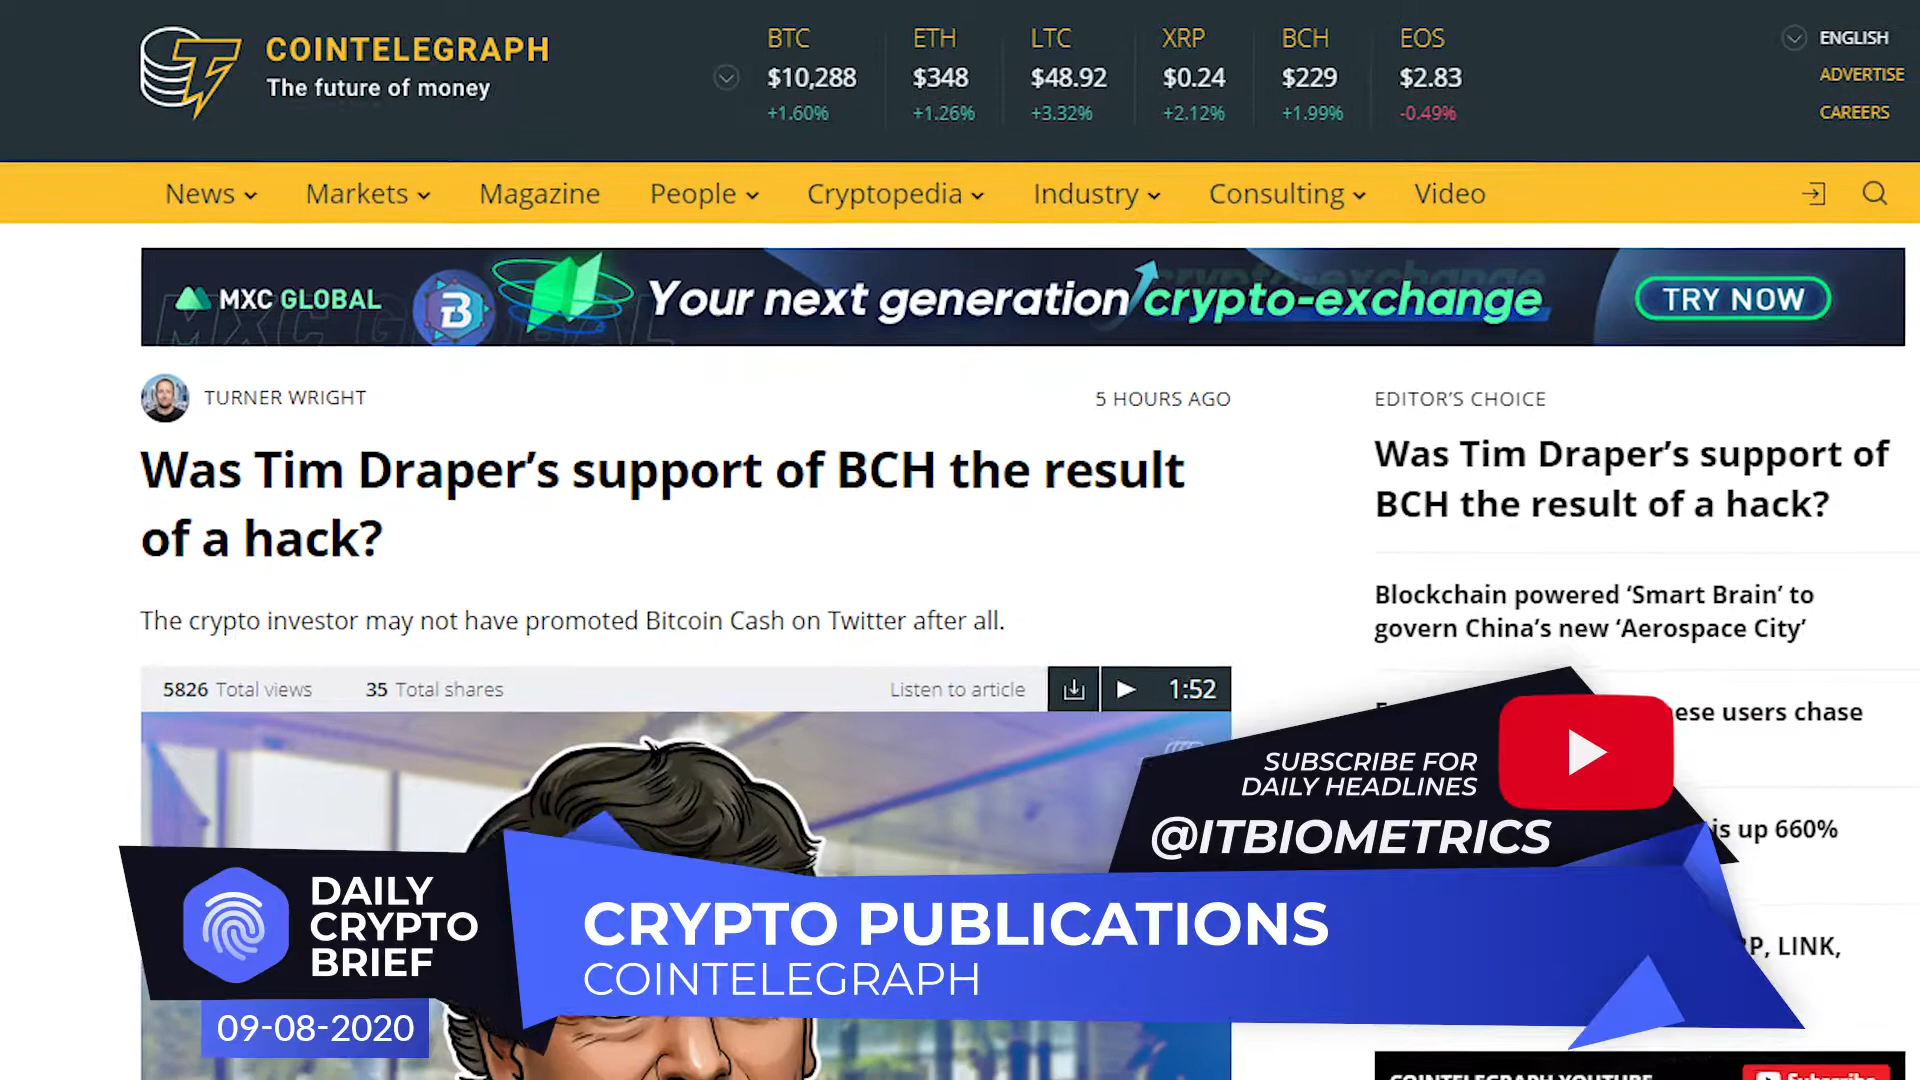 COINTELEGRAPH
The future of money
BTC
$10,288
+1.60%
ETH
$348
+1.26%
LTC
$48.92
+3.32%
XRP
$0.24
+2.12%
BCH
$229
+1.99%
EOS
$2.83
-0.49%
ENGLISH
ADVERTISE
CAREERS
News
Markets
Magazine
People
Cryptopedia
Industry
Consulting
Video
MXC GLOBAL
Your next generation crypto-exchange
TRY NOW
TURNER WRIGHT
5 HOURS AGO
Was Tim Draper’s support of BCH the result
of a hack?
The crypto investor may not have promoted Bitcoin Cash on Twitter after all.
5826 Total views
35 Total shares
Listen to article
1:52
EDITOR’S CHOICE
Was Tim Draper’s support of
BCH the result of a hack?
Blockchain powered ‘Smart Brain’ to
govern China’s new ‘Aerospace City’
users chase
is up 660%
LINK,
SUBSCRIBE FOR
DAILY HEADLINES
@ITBIOMETRICS
DAILY
CRYPTO
BRIEF
09-08-2020
CRYPTO PUBLICATIONS
COINTELEGRAPH
COINTELEGRAPH YOUTUBE
Subscribe